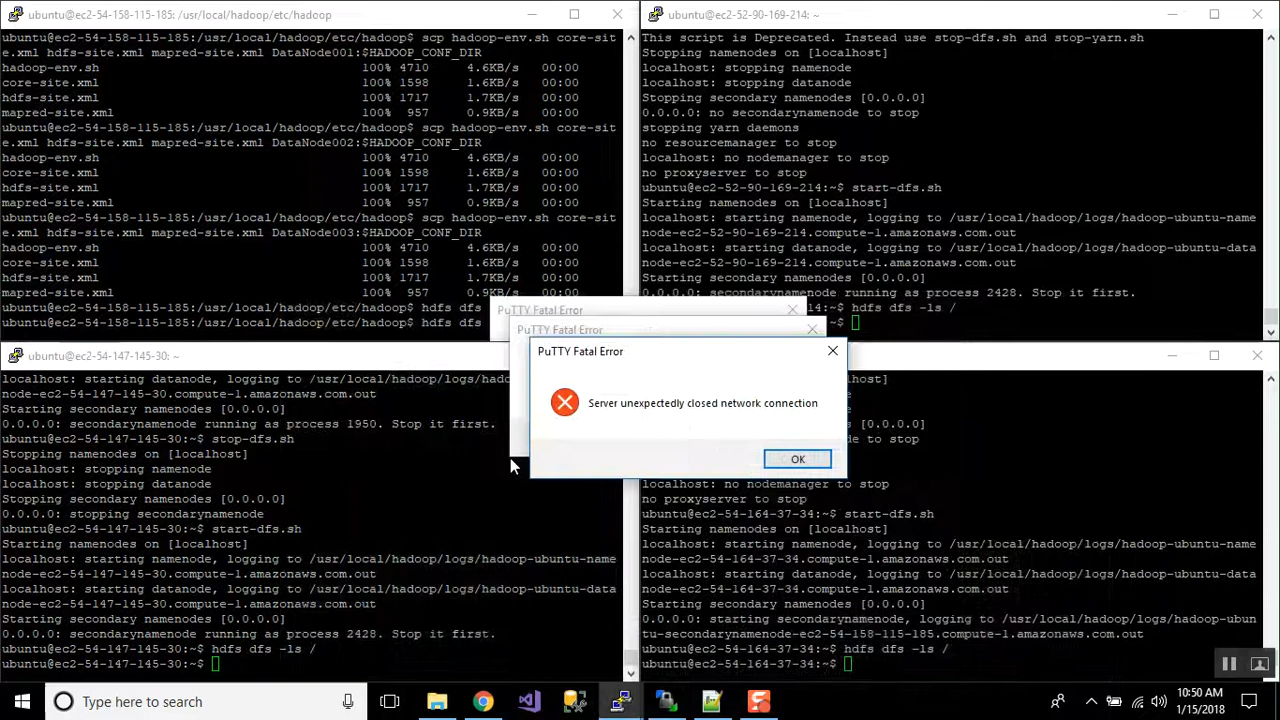 ubuntu@ec2-54-158-115-185: /usr/local/hadoop/etc/hadoop
ubuntu@ec2-54-158-115-185:/usr/local/hadoop/etc/hadoop$ scp hadoop-env.sh core-sit
e.xml hdfs-site.xml mapred-site.xml DataNode001:$HADOOP_CONF_DIR
hadoop-env.sh 100% 4710 4.6KB/s 00:00
core-site.xml 100% 1598 1.6KB/s 00:00
hdfs-site.xml 100% 1717 1.7KB/s 00:00
mapred-site.xml 100% 957 0.9KB/s 00:00
ubuntu@ec2-54-158-115-185:/usr/local/hadoop/etc/hadoop$ scp hadoop-env.sh core-sit
e.xml hdfs-site.xml mapred-site.xml DataNode002:$HADOOP_CONF_DIR
hadoop-env.sh 100% 4710 4.6KB/s 00:00
core-site.xml 100% 1598 1.6KB/s 00:00
hdfs-site.xml 100% 1717 1.7KB/s 00:00
mapred-site.xml 100% 957 0.9KB/s 00:00
ubuntu@ec2-54-158-115-185:/usr/local/hadoop/etc/hadoop$ scp hadoop-env.sh core-sit
e.xml hdfs-site.xml mapred-site.xml DataNode003:$HADOOP_CONF_DIR
hadoop-env.sh 100% 4710 4.6KB/s 00:00
core-site.xml 100% 1598 1.6KB/s 00:00
hdfs-site.xml 100% 1717 1.7KB/s 00:00
mapred-site.xml 100% 957 0.9KB/s 00:00
ubuntu@ec2-54-158-115-185:/usr/local/hadoop/etc/hadoop$ hdfs dfs
ubuntu@ec2-54-158-115-185:/usr/local/hadoop/etc/hadoop$ hdfs dfs
ubuntu@ec2-52-90-169-214: ~
This script is Deprecated. Instead use stop-dfs.sh and stop-yarn.sh
Stopping namenodes on [localhost]
localhost: stopping namenode
localhost: stopping datanode
Stopping secondary namenodes [0.0.0.0]
0.0.0.0: no secondarynamenode to stop
stopping yarn daemons
no resourcemanager to stop
localhost: no nodemanager to stop
no proxyserver to stop
ubuntu@ec2-52-90-169-214:~$ start-dfs.sh
Starting namenodes on [localhost]
localhost: starting namenode, logging to /usr/local/hadoop/logs/hadoop-ubuntu-name
node-ec2-52-90-169-214.compute-1.amazonaws.com.out
localhost: starting datanode, logging to /usr/local/hadoop/logs/hadoop-ubuntu-data
node-ec2-52-90-169-214.compute-1.amazonaws.com.out
Starting secondary namenodes [0.0.0.0]
0.0.0.0: secondarynamenode running as process 2428. Stop it first.
14:~$ hdfs dfs -ls /
~$
PuTTY Fatal Error
PuTTY Fatal Error
PuTTY Fatal Error
Server unexpectedly closed network connection
OK
ubuntu@ec2-54-147-145-30: ~
localhost: starting datanode, logging to /usr/local/hadoop/logs/hado
node-ec2-54-147-145-30.compute-1.amazonaws.com.out
Starting secondary namenodes [0.0.0.0]
0.0.0.0: secondarynamenode running as process 1950. Stop it first.
ubuntu@ec2-54-147-145-30:~$ stop-dfs.sh
Stopping namenodes on [localhost]
localhost: stopping namenode
localhost: stopping datanode
Stopping secondary namenodes [0.0.0.0]
0.0.0.0: stopping secondarynamenode
ubuntu@ec2-54-147-145-30:~$ start-dfs.sh
Starting namenodes on [localhost]
localhost: starting namenode, logging to /usr/local/hadoop/logs/hadoop-ubuntu-name
node-ec2-54-147-145-30.compute-1.amazonaws.com.out
localhost: starting datanode, logging to /usr/local/hadoop/logs/hadoop-ubuntu-data
node-ec2-54-147-145-30.compute-1.amazonaws.com.out
Starting secondary namenodes [0.0.0.0]
0.0.0.0: secondarynamenode running as process 2428. Stop it first.
ubuntu@ec2-54-147-145-30:~$ hdfs dfs -ls /
ubuntu@ec2-54-147-145-30:~$
lhost]
0.0.0.0]
de to stop
localhost: no nodemanager to stop
no proxyserver to stop
ubuntu@ec2-54-164-37-34:~$ start-dfs.sh
Starting namenodes on [localhost]
localhost: starting namenode, logging to /usr/local/hadoop/logs/hadoop-ubuntu-name
node-ec2-54-164-37-34.compute-1.amazonaws.com.out
localhost: starting datanode, logging to /usr/local/hadoop/logs/hadoop-ubuntu-data
node-ec2-54-164-37-34.compute-1.amazonaws.com.out
Starting secondary namenodes [0.0.0.0]
0.0.0.0: starting secondarynamenode, logging to /usr/local/hadoop/logs/hadoop-ubun
tu-secondarynamenode-ec2-54-158-115-185.compute-1.amazonaws.com.out
ubuntu@ec2-54-164-37-34:~$ hdfs dfs -ls /
ubuntu@ec2-54-164-37-34:~$
Type here to search
10:50 AM
1/15/2018